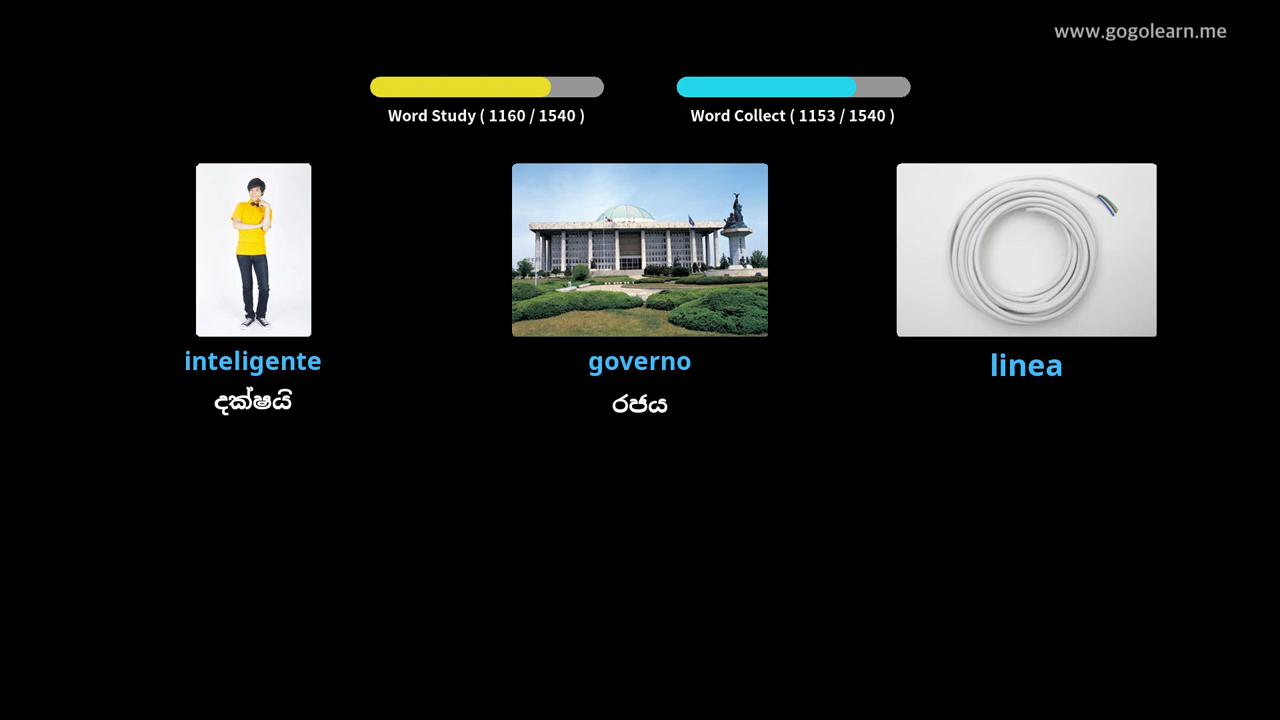 www.gogolearn.me
Word Study ( 1160 / 1540 )
Word Collect ( 1153 / 1540 )
inteligente
දක්ෂයි
governo
රජය
linea